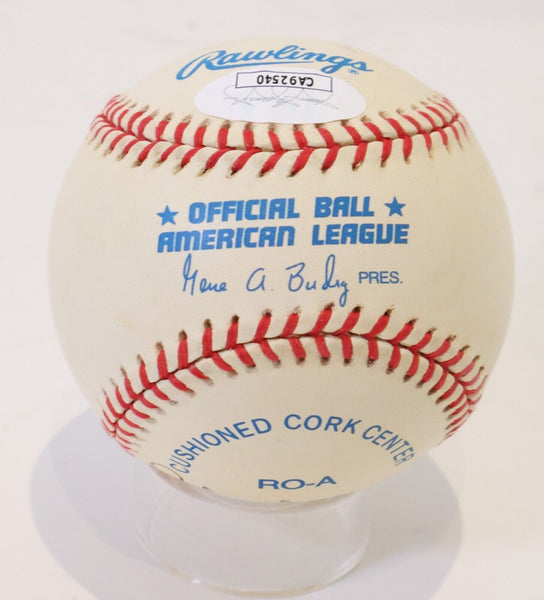 Rawlings®
CA92540
★ OFFICIAL BALL ★
AMERICAN LEAGUE
Gene A. Budig PRES.
CUSHIONED CORK CENTER
RO-A